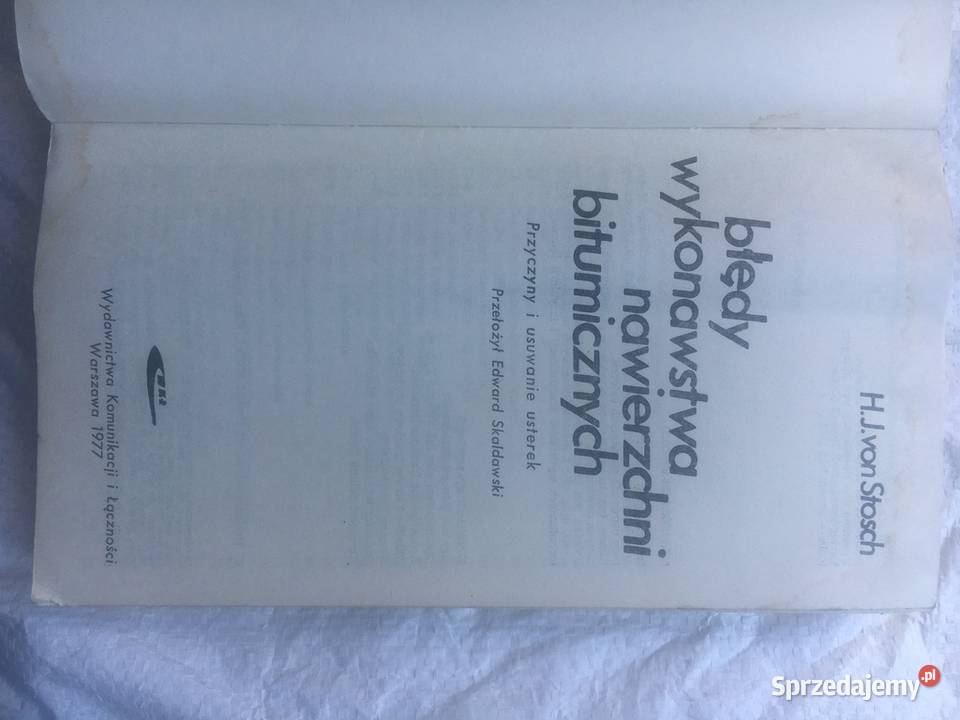 H.J. von Stosch
błędy
wykonawstwa
nawierzchni
bitumicznych
Przyczyny i usuwanie usterek
Przełożył Edward Skaldawski
Wydawnictwa Komunikacji i Łączności
Warszawa 1977
Sprzedajemy.pl